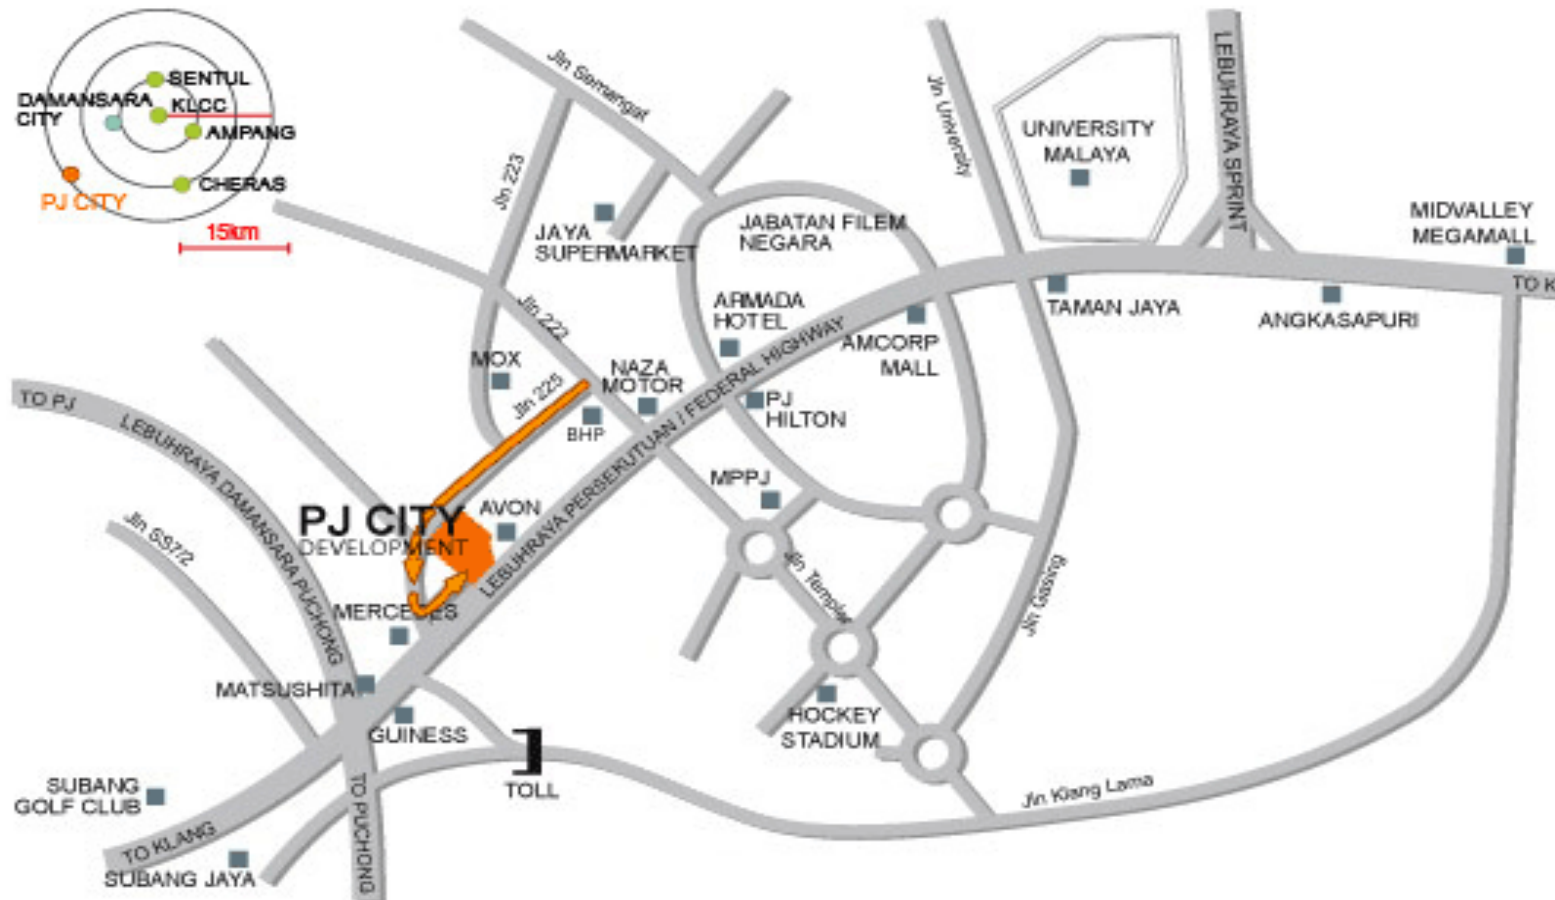 SENTUL
DAMANSARA
CITY
KLCC
AMPANG
CHERAS
PJ CITY
15km
Jln Semangat
Jln 223
Jln University
UNIVERSITY
MALAYA
LEBUHRAYA SPRINT
MIDVALLEY
MEGAMALL
JAYA
SUPERMARKET
JABATAN FILEM
NEGARA
TO K
ARMADA
HOTEL
TAMAN JAYA
ANGKASAPURI
Jln 222
AMCORP
MALL
MOX
NAZA
MOTOR
Jln 225
BHP
PJ
HILTON
LEBUHRAYA PERSEKUTUAN / FEDERAL HIGHWAY
TO PJ
LEBUHRAYA DAMANSARA PUCHONG
MPPJ
AVON
PJ CITY
DEVELOPMENT
Jln SS7/2
Jln Templer
Jln Gasing
MERCEDES
MATSUSHITA
GUINESS
HOCKEY
STADIUM
SUBANG
GOLF CLUB
TOLL
Jln Klang Lama
TO KLANG
TO PUCHONG
SUBANG JAYA